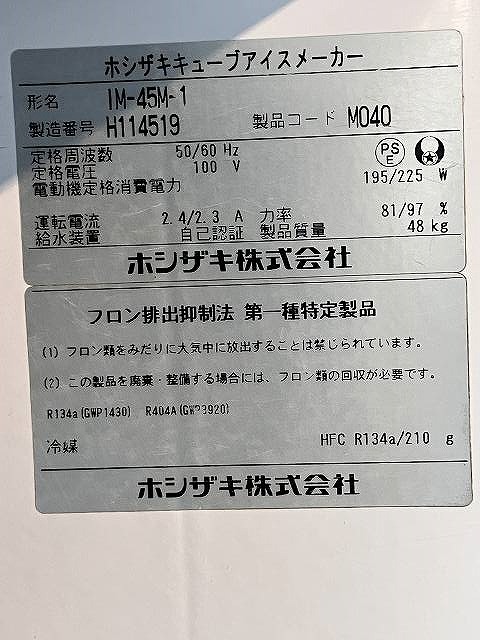 ホシザキキューブアイスメーカー
形名 IM-45M-1
製造番号 H114519 製品コード M040
定格周波数 50/60 Hz
定格電圧 100 V
電動機定格消費電力 195/225 W
PS
E
運転電流 2.4/2.3 A 力率 81/97 %
給水装置 自己認証 製品質量 48 kg
ホシザキ株式会社
フロン排出抑制法 第一種特定製品
(1) フロン類をみだりに大気中に放出することは禁じられています。
(2) この製品を廃棄・整備する場合には、フロン類の回収が必要です。
R134a(GWP1430) R404A(GWP3920)
冷媒 HFC R134a/210 g
ホシザキ株式会社